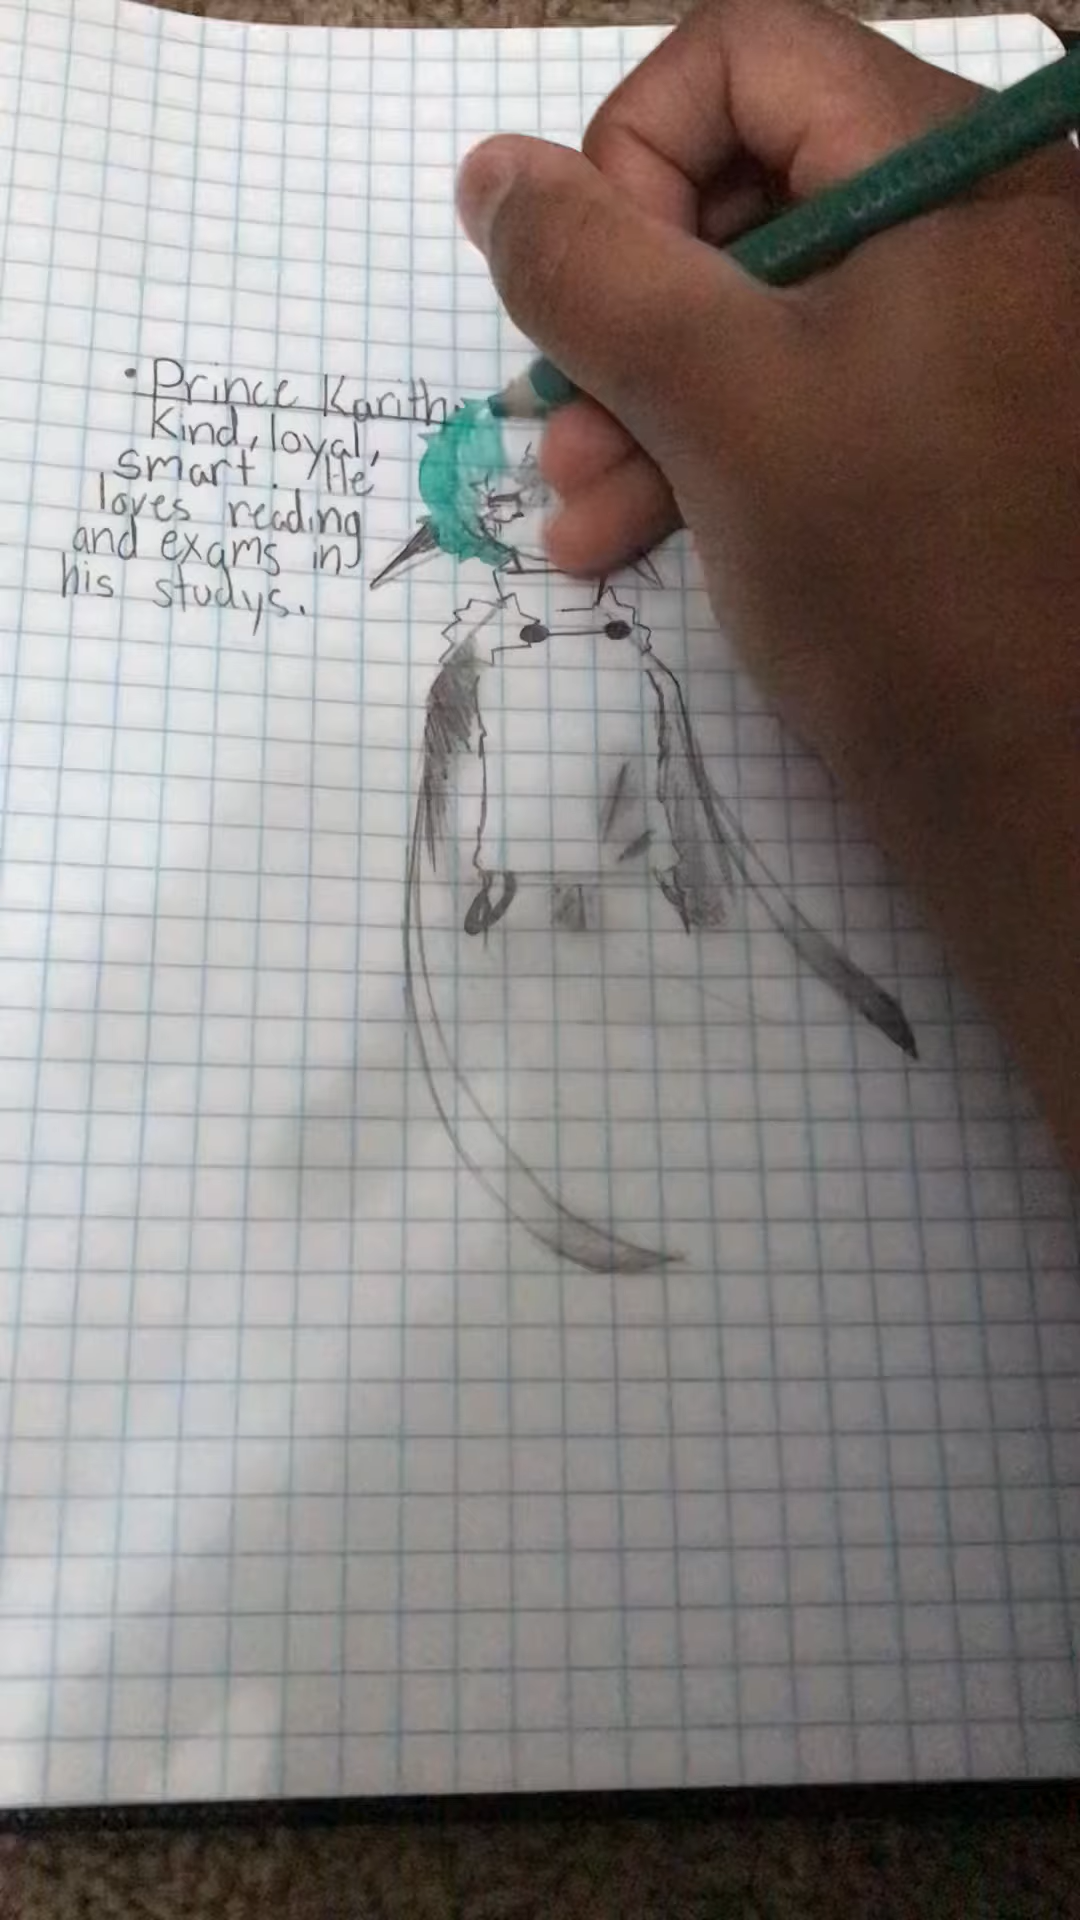 • Prince Karith.
Kind, loyal,
smart. He
loves reading
and exams in
his studys.